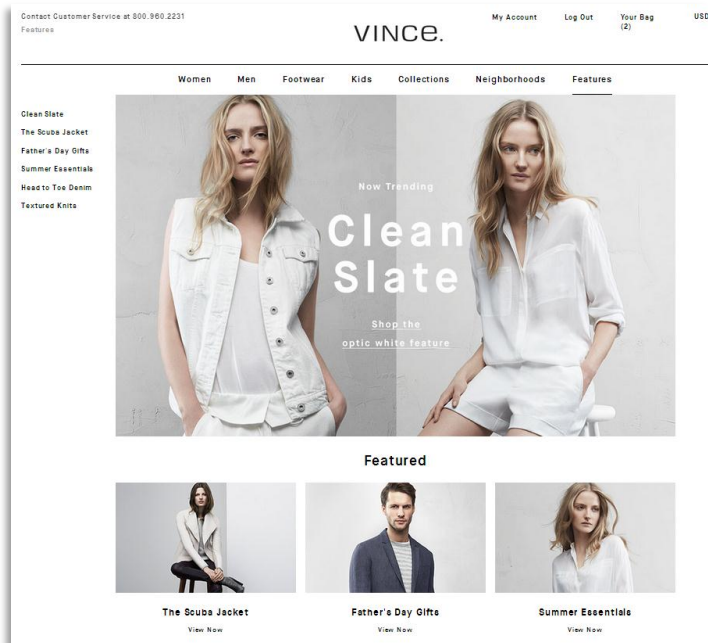 Contact Customer Service at 800.960.2231
Features
VINCE.
My Account
Log Out
Your Bag
(2)
USD
Women
Men
Footwear
Kids
Collections
Neighborhoods
Features
Clean Slate
The Scuba Jacket
Father's Day Gifts
Summer Essentials
Head to Toe Denim
Textured Knits
Now Trending
Clean
Slate
Shop the
optic white feature
Featured
The Scuba Jacket
Father's Day Gifts
Summer Essentials
View Now
View Now
View Now